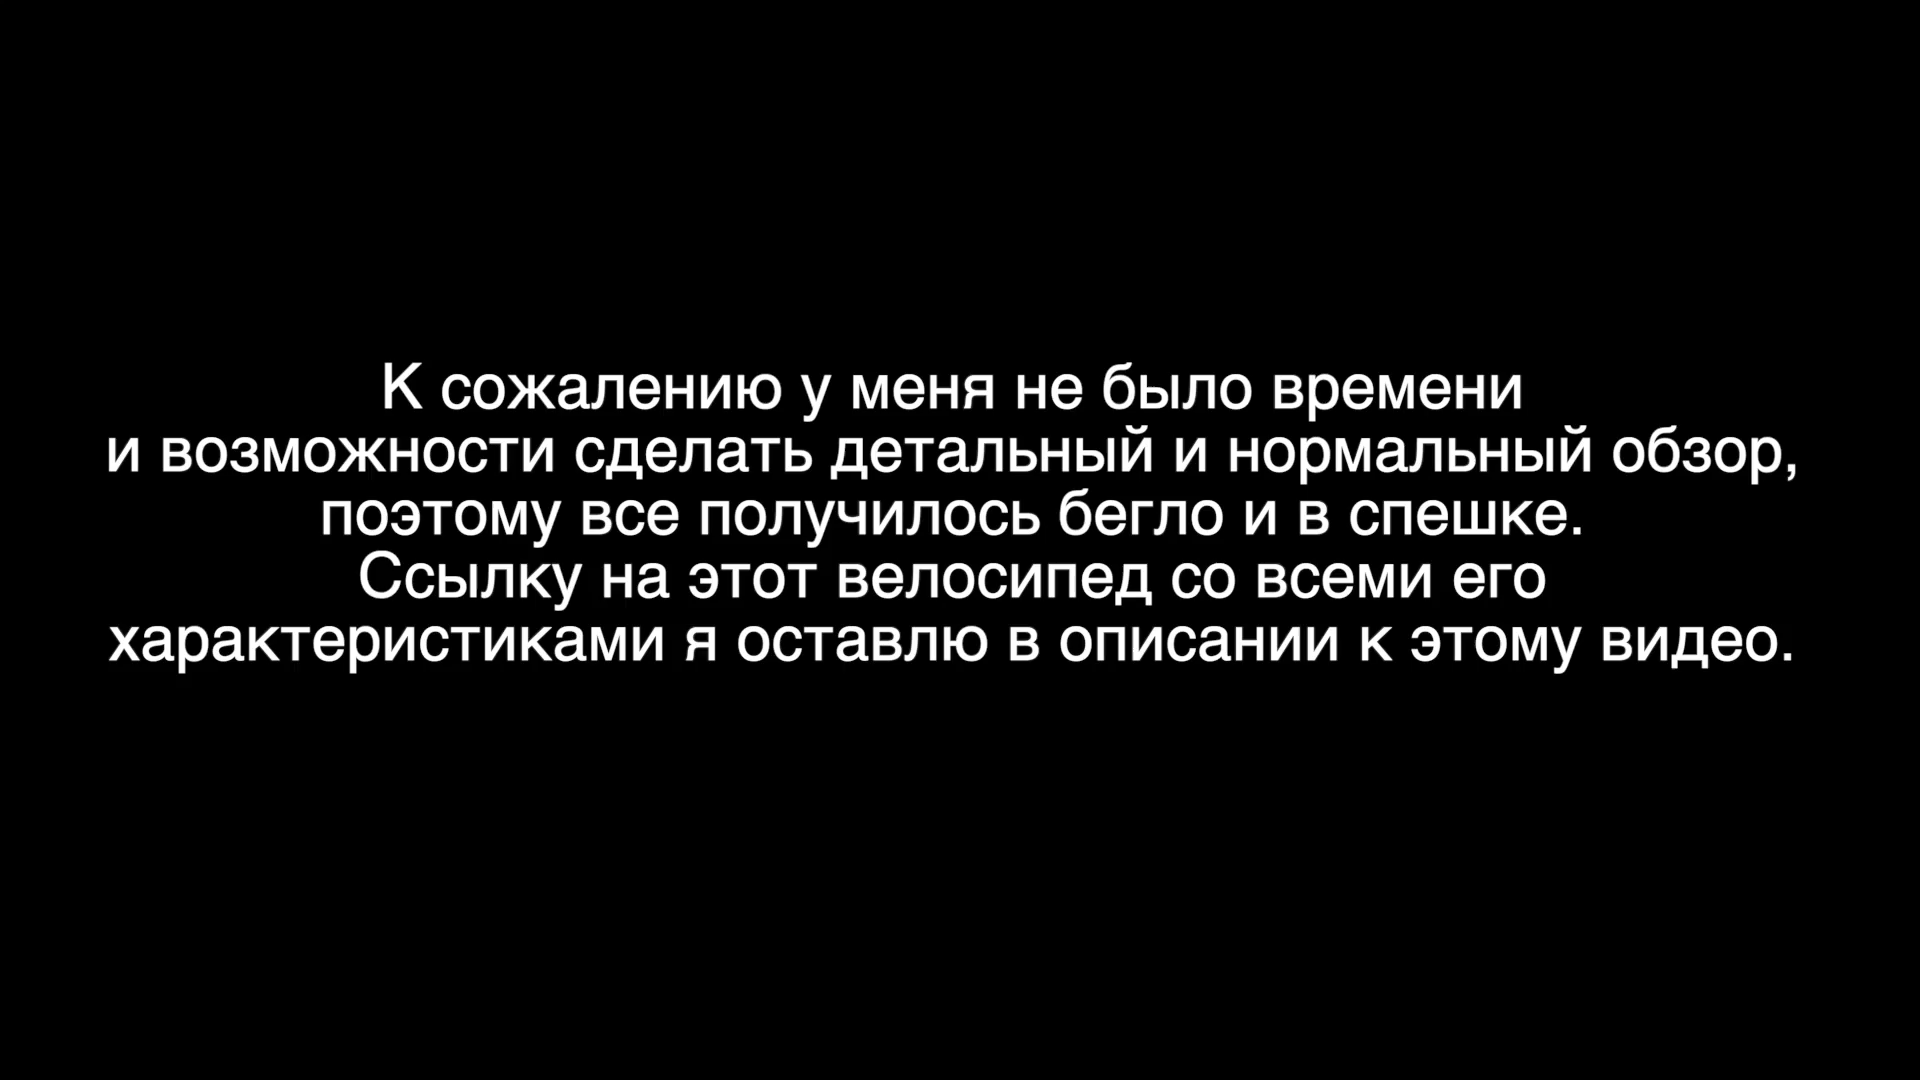 К сожалению у меня не было времени
и возможности сделать детальный и нормальный обзор,
поэтому все получилось бегло и в спешке.
Ссылку на этот велосипед со всеми его
характеристиками я оставлю в описании к этому видео.